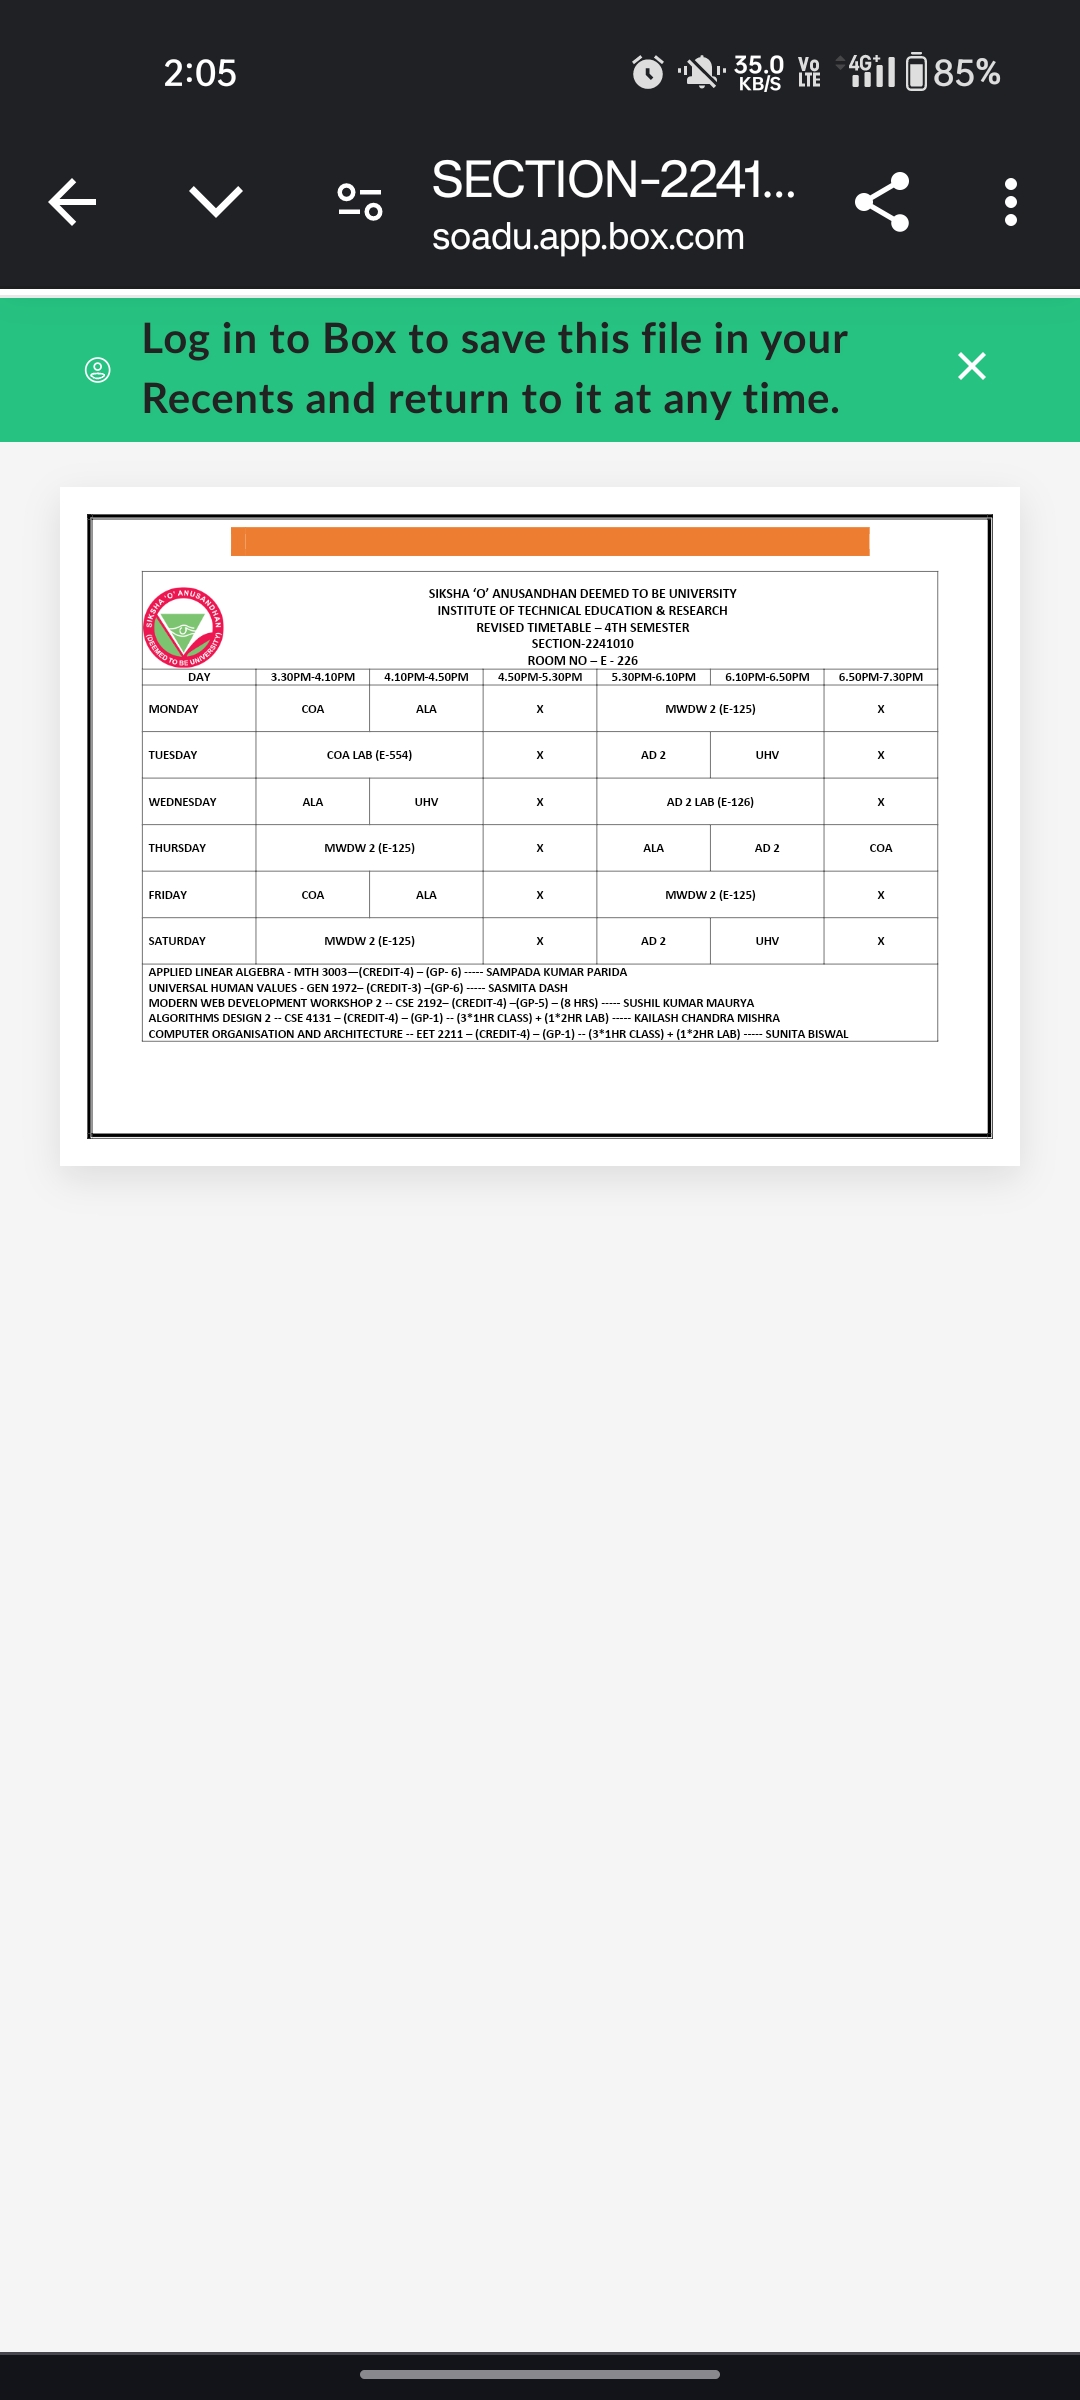 2:05
35.0 KB/S Vo LTE 4G+ 85%
SECTION-2241...
soadu.app.box.com
Log in to Box to save this file in your
Recents and return to it at any time.
SIKSHA 'O' ANUSANDHAN
(DEEMED TO BE UNIVERSITY)
SIKSHA ‘O’ ANUSANDHAN DEEMED TO BE UNIVERSITY
INSTITUTE OF TECHNICAL EDUCATION & RESEARCH
REVISED TIMETABLE – 4TH SEMESTER
SECTION-2241010
ROOM NO – E - 226
DAY 3.30PM-4.10PM 4.10PM-4.50PM 4.50PM-5.30PM 5.30PM-6.10PM 6.10PM-6.50PM 6.50PM-7.30PM
MONDAY COA ALA X MWDW 2 (E-125) X
TUESDAY COA LAB (E-554) X AD 2 UHV X
WEDNESDAY ALA UHV X AD 2 LAB (E-126) X
THURSDAY MWDW 2 (E-125) X ALA AD 2 COA
FRIDAY COA ALA X MWDW 2 (E-125) X
SATURDAY MWDW 2 (E-125) X AD 2 UHV X
APPLIED LINEAR ALGEBRA - MTH 3003—(CREDIT-4) – (GP- 6) ----- SAMPADA KUMAR PARIDA
UNIVERSAL HUMAN VALUES - GEN 1972– (CREDIT-3) –(GP-6) ----- SASMITA DASH
MODERN WEB DEVELOPMENT WORKSHOP 2 -- CSE 2192– (CREDIT-4) –(GP-5) – (8 HRS) ----- SUSHIL KUMAR MAURYA
ALGORITHMS DESIGN 2 -- CSE 4131 – (CREDIT-4) – (GP-1) -- (3*1HR CLASS) + (1*2HR LAB) ----- KAILASH CHANDRA MISHRA
COMPUTER ORGANISATION AND ARCHITECTURE -- EET 2211 – (CREDIT-4) – (GP-1) -- (3*1HR CLASS) + (1*2HR LAB) ----- SUNITA BISWAL